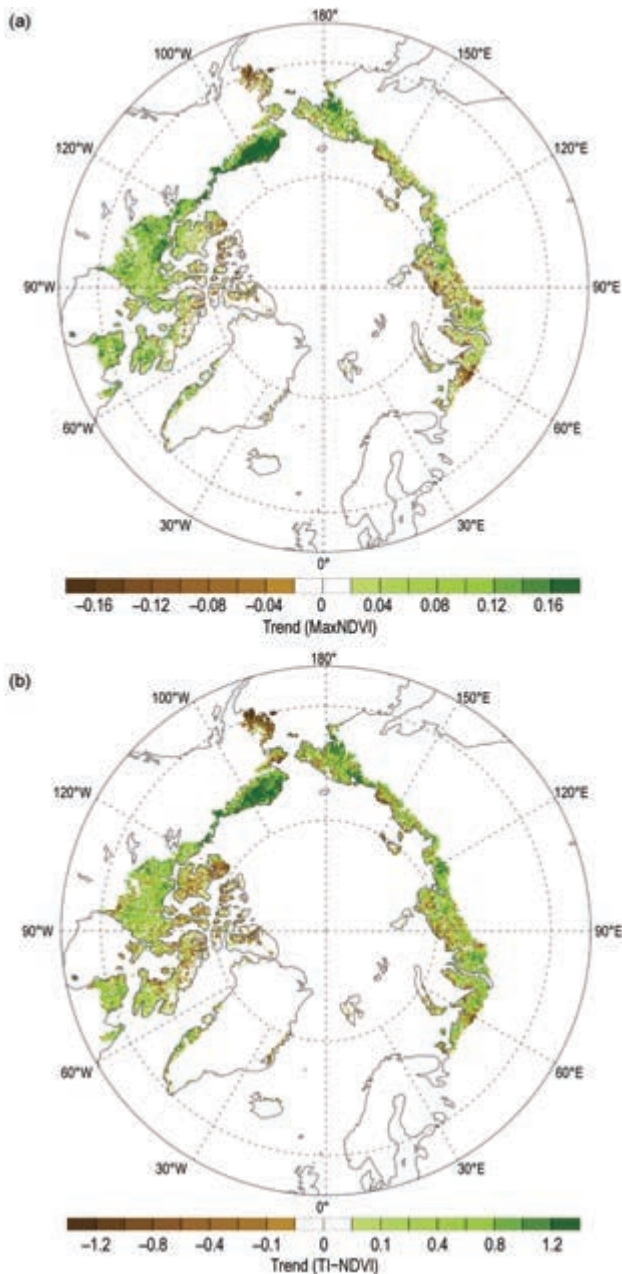 (a)
180°
100°W
150°E
120°W
120°E
90°W
90°E
60°W
60°E
30°W
30°E
0°
−0.16 −0.12 −0.08 −0.04 0 0.04 0.08 0.12 0.16
Trend (MaxNDVI)
(b)
180°
100°W
150°E
120°W
120°E
90°W
90°E
60°W
60°E
30°W
30°E
0°
−1.2 −0.8 −0.4 −0.1 0 0.1 0.4 0.8 1.2
Trend (TI−NDVI)